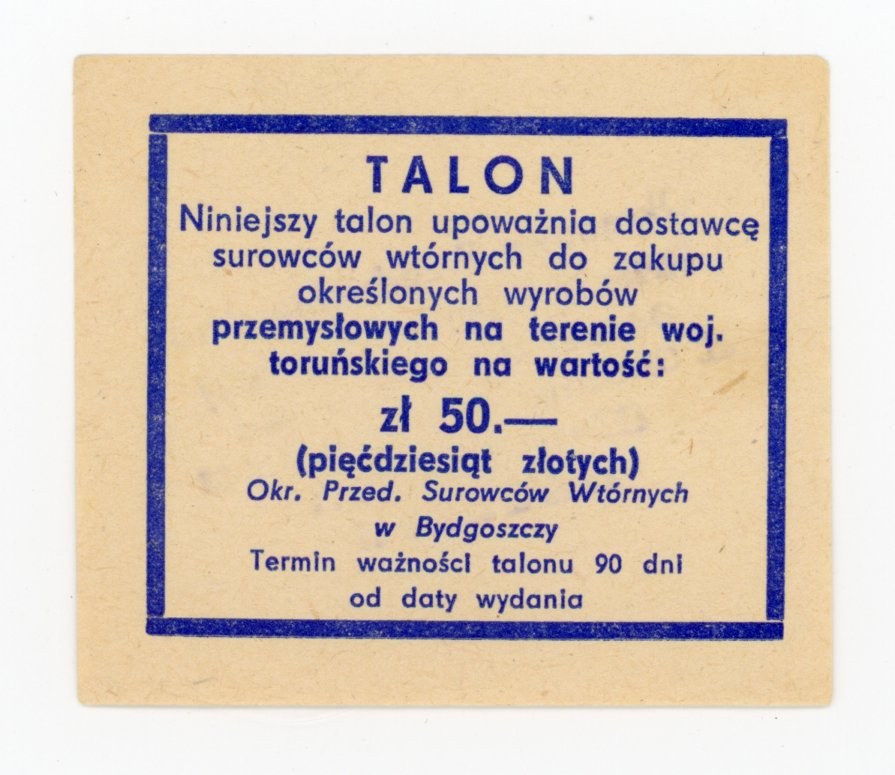 TALON
Niniejszy talon upoważnia dostawcę
surowców wtórnych do zakupu
określonych wyrobów
przemysłowych na terenie woj.
toruńskiego na wartość:
zł 50.—
(pięćdziesiąt złotych)
Okr. Przed. Surowców Wtórnych
w Bydgoszczy
Termin ważności talonu 90 dni
od daty wydania